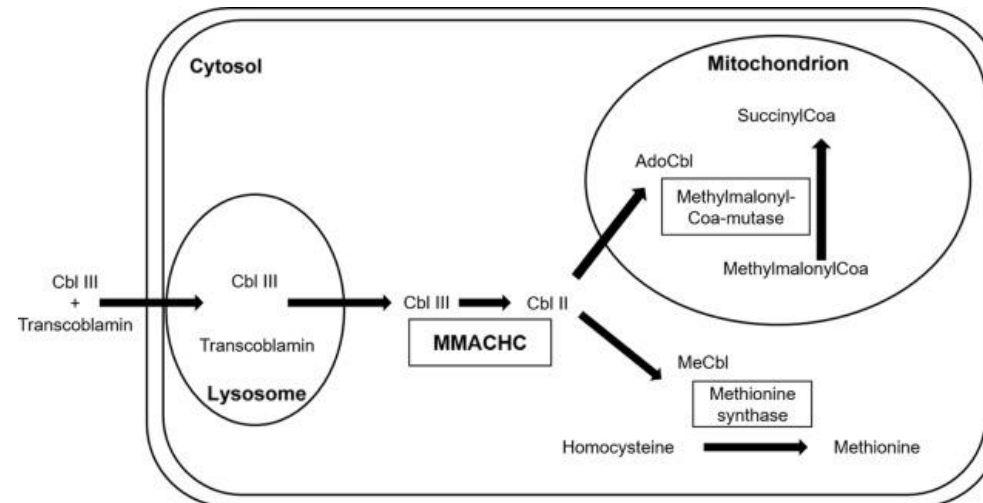 Cytosol
Mitochondrion
SuccinylCoa
AdoCbl
Methylmalonyl-
Coa-mutase
MethylmalonylCoa
Cbl III
+
Transcoblamin
Cbl III
Transcoblamin
Lysosome
Cbl III
Cbl II
MMACHC
MeCbl
Methionine
synthase
Homocysteine
Methionine